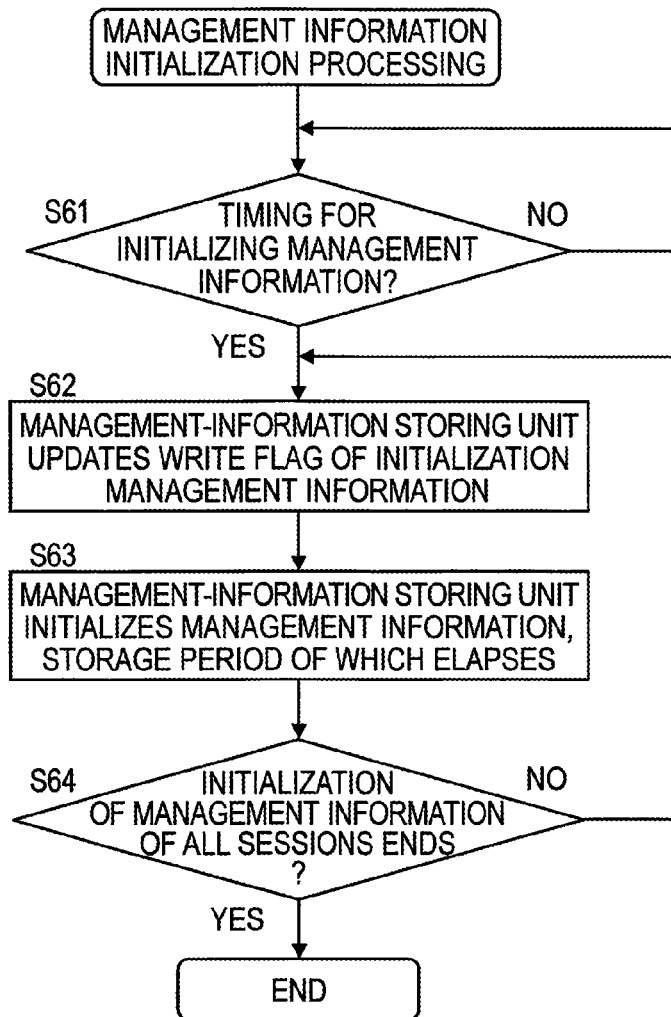 MANAGEMENT INFORMATION
INITIALIZATION PROCESSING
S61
TIMING FOR
INITIALIZING MANAGEMENT
INFORMATION?
NO
YES
S62
MANAGEMENT-INFORMATION STORING UNIT
UPDATES WRITE FLAG OF INITIALIZATION
MANAGEMENT INFORMATION
S63
MANAGEMENT-INFORMATION STORING UNIT
INITIALIZES MANAGEMENT INFORMATION,
STORAGE PERIOD OF WHICH ELAPSES
S64
INITIALIZATION
OF MANAGEMENT INFORMATION
OF ALL SESSIONS ENDS
?
NO
YES
END